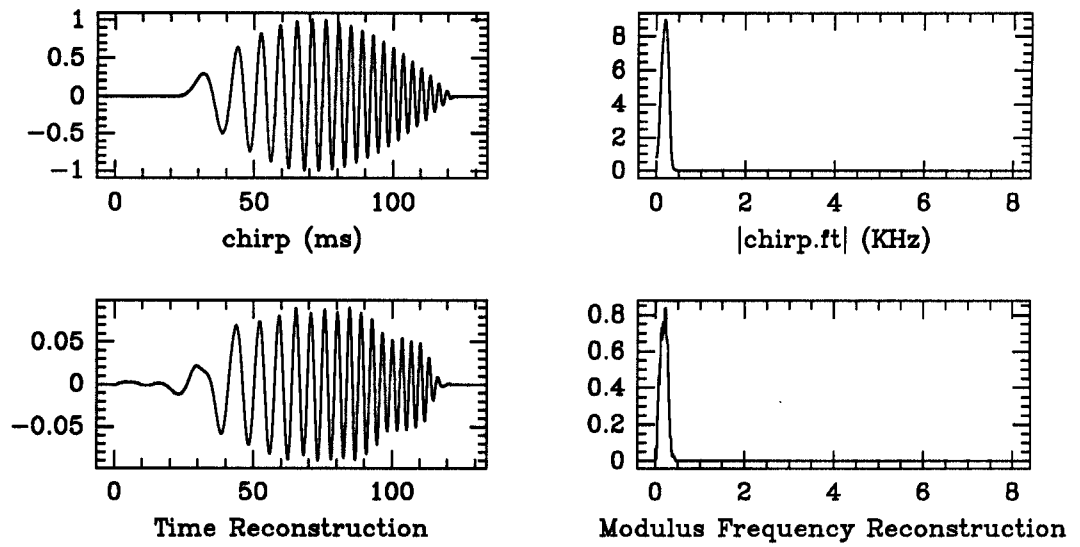 1
0.5
0
−0.5
−1
0 50 100
chirp (ms)
8
6
4
2
0
0 2 4 6 8
|chirp.ft| (KHz)
0.05
0
−0.05
0 50 100
Time Reconstruction
0.8
0.6
0.4
0.2
0
0 2 4 6 8
Modulus Frequency Reconstruction